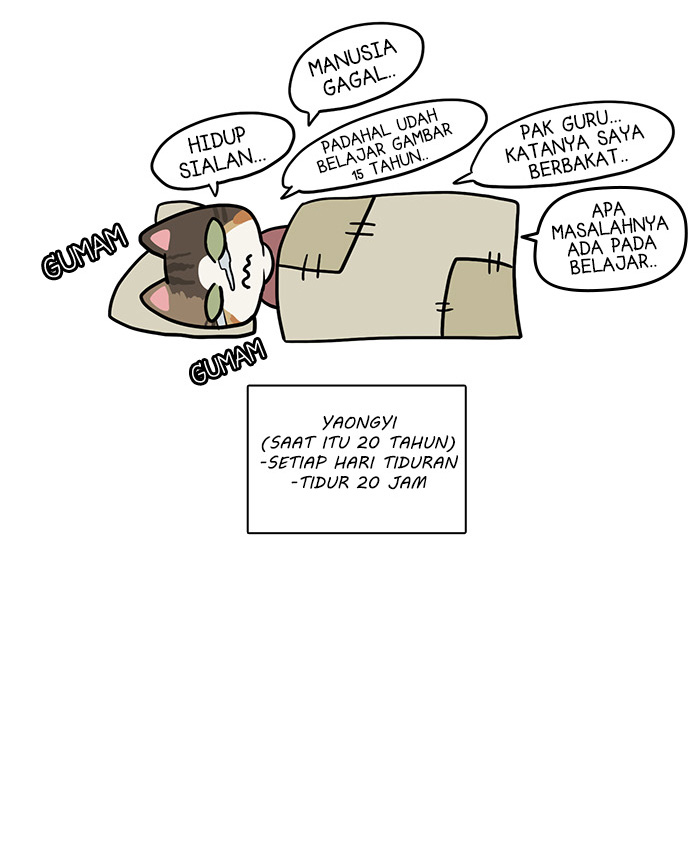 MANUSIA
GAGAL..
HIDUP
SIALAN...
PADAHAL UDAH
BELAJAR GAMBAR
15 TAHUN..
PAK GURU...
KATANYA SAYA
BERBAKAT..
APA
MASALAHNYA
ADA PADA
BELAJAR..
GUMAM
GUMAM
YAONGYI
(SAAT ITU 20 TAHUN)
-SETIAP HARI TIDURAN
-TIDUR 20 JAM